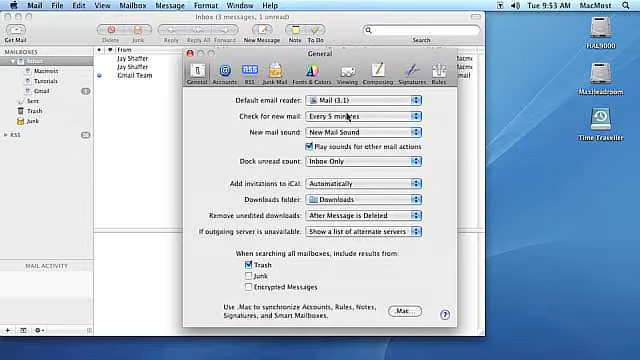 Mail File Edit View Mailbox Message Format Window Help Tue 9:53 AM MacMost
Inbox (3 messages, 1 unread)
Get Mail Delete Junk Reply Reply All Forward New Message Note To Do Search
MAILBOXES
Inbox
Macmost
Tutorials
Gmail 1
Sent
Trash
Junk
RSS
MAIL ACTIVITY
From
Jay Shaffer
Jay Shaffer
Gmail Team
General
General Accounts RSS Junk Mail Fonts & Colors Viewing Composing Signatures Rules
Default email reader: Mail (3.1)
Check for new mail: Every 5 minutes
New mail sound: New Mail Sound
Play sounds for other mail actions
Dock unread count: Inbox Only
Add invitations to iCal: Automatically
Downloads folder: Downloads
Remove unedited downloads: After Message is Deleted
If outgoing server is unavailable: Show a list of alternate servers
When searching all mailboxes, include results from:
Trash
Junk
Encrypted Messages
Use .Mac to synchronize Accounts, Rules, Notes,
Signatures, and Smart Mailboxes.
.Mac...
?
HAL9000
MacHeadroom
Time Traveller